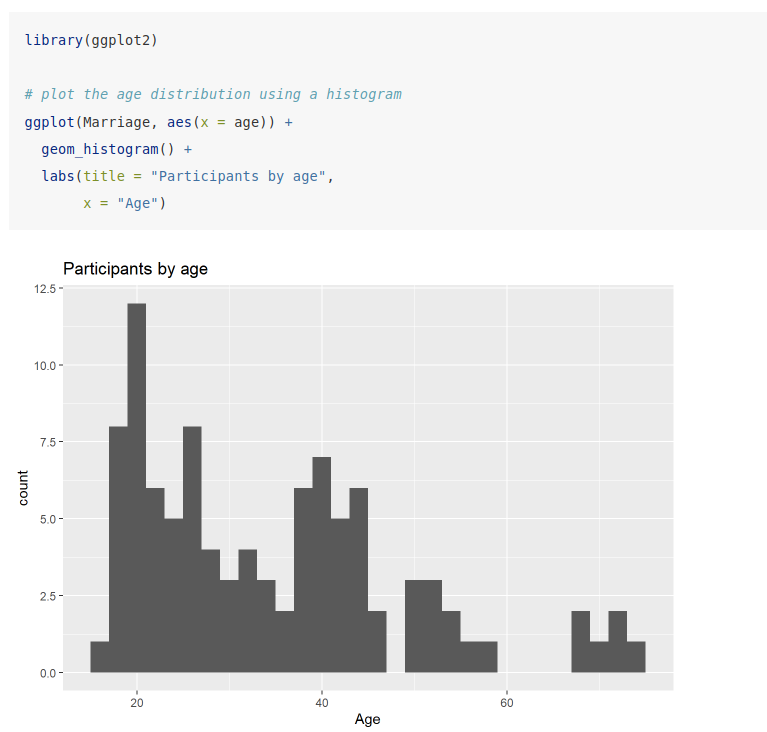 library(ggplot2)
# plot the age distribution using a histogram
ggplot(Marriage, aes(x = age)) +
  geom_histogram() +
  labs(title = "Participants by age",
       x = "Age")
Participants by age
12.5
10.0
7.5
5.0
2.5
0.0
count
20 40 60
Age